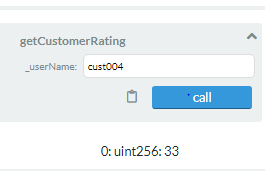 getCustomerRating
_userName: cust004
call
0: uint256: 33